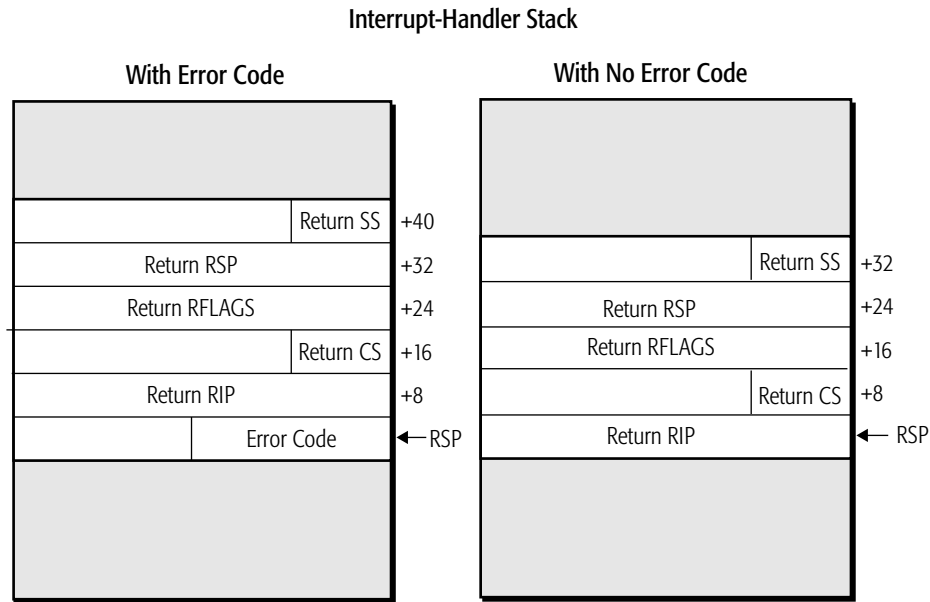 Interrupt-Handler Stack
With Error Code
With No Error Code
Return SS +40
Return RSP +32
Return RFLAGS +24
Return CS +16
Return RIP +8
Error Code RSP
Return SS +32
Return RSP +24
Return RFLAGS +16
Return CS +8
Return RIP RSP